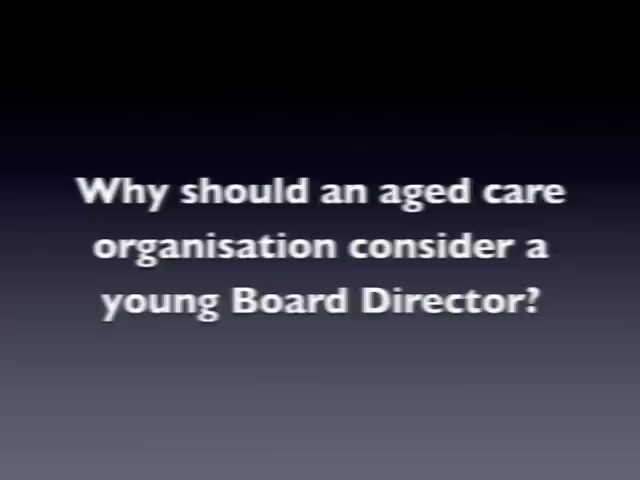 Why should an aged care
organisation consider a
young Board Director?